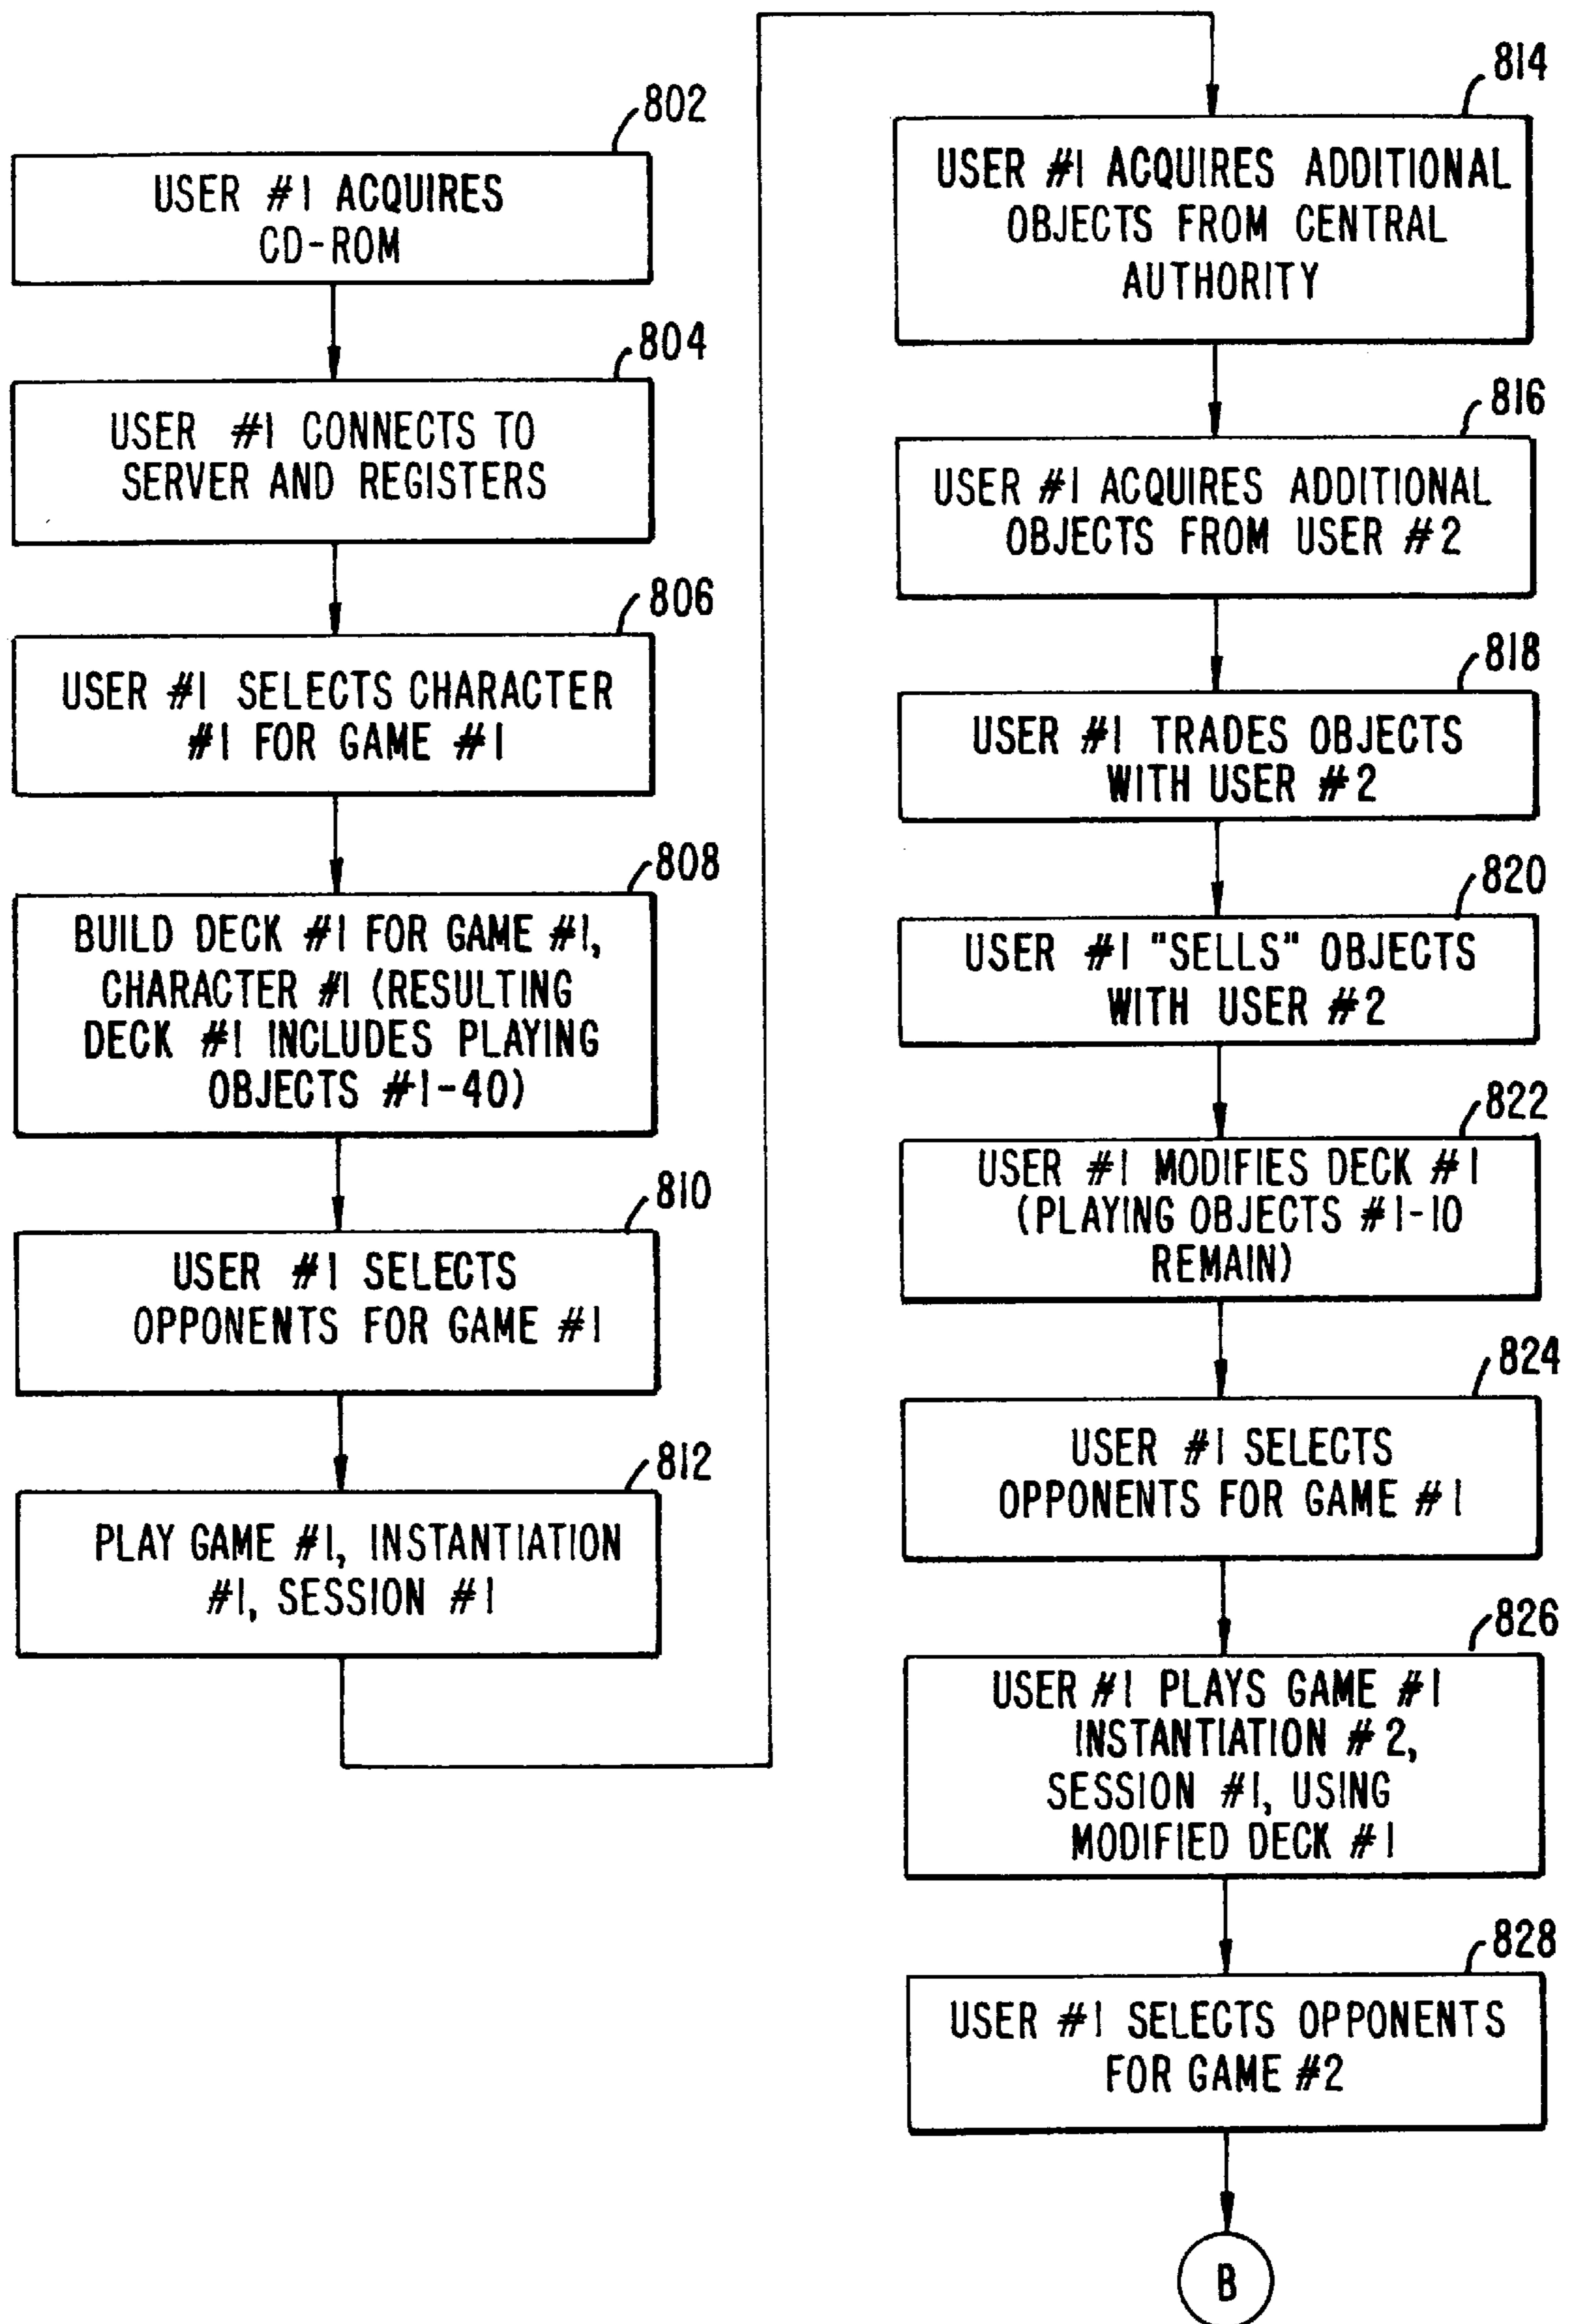 802
USER #1 ACQUIRES
CD-ROM
804
USER #1 CONNECTS TO
SERVER AND REGISTERS
806
USER #1 SELECTS CHARACTER
#1 FOR GAME #1
808
BUILD DECK #1 FOR GAME #1,
CHARACTER #1 (RESULTING
DECK #1 INCLUDES PLAYING
OBJECTS #1-40)
810
USER #1 SELECTS
OPPONENTS FOR GAME #1
812
PLAY GAME #1, INSTANTIATION
#1, SESSION #1
814
USER #1 ACQUIRES ADDITIONAL
OBJECTS FROM CENTRAL
AUTHORITY
816
USER #1 ACQUIRES ADDITIONAL
OBJECTS FROM USER #2
818
USER #1 TRADES OBJECTS
WITH USER #2
820
USER #1 "SELLS" OBJECTS
WITH USER #2
822
USER #1 MODIFIES DECK #1
(PLAYING OBJECTS #1-10
REMAIN)
824
USER #1 SELECTS
OPPONENTS FOR GAME #1
826
USER #1 PLAYS GAME #1
INSTANTIATION #2,
SESSION #1, USING
MODIFIED DECK #1
828
USER #1 SELECTS OPPONENTS
FOR GAME #2
B